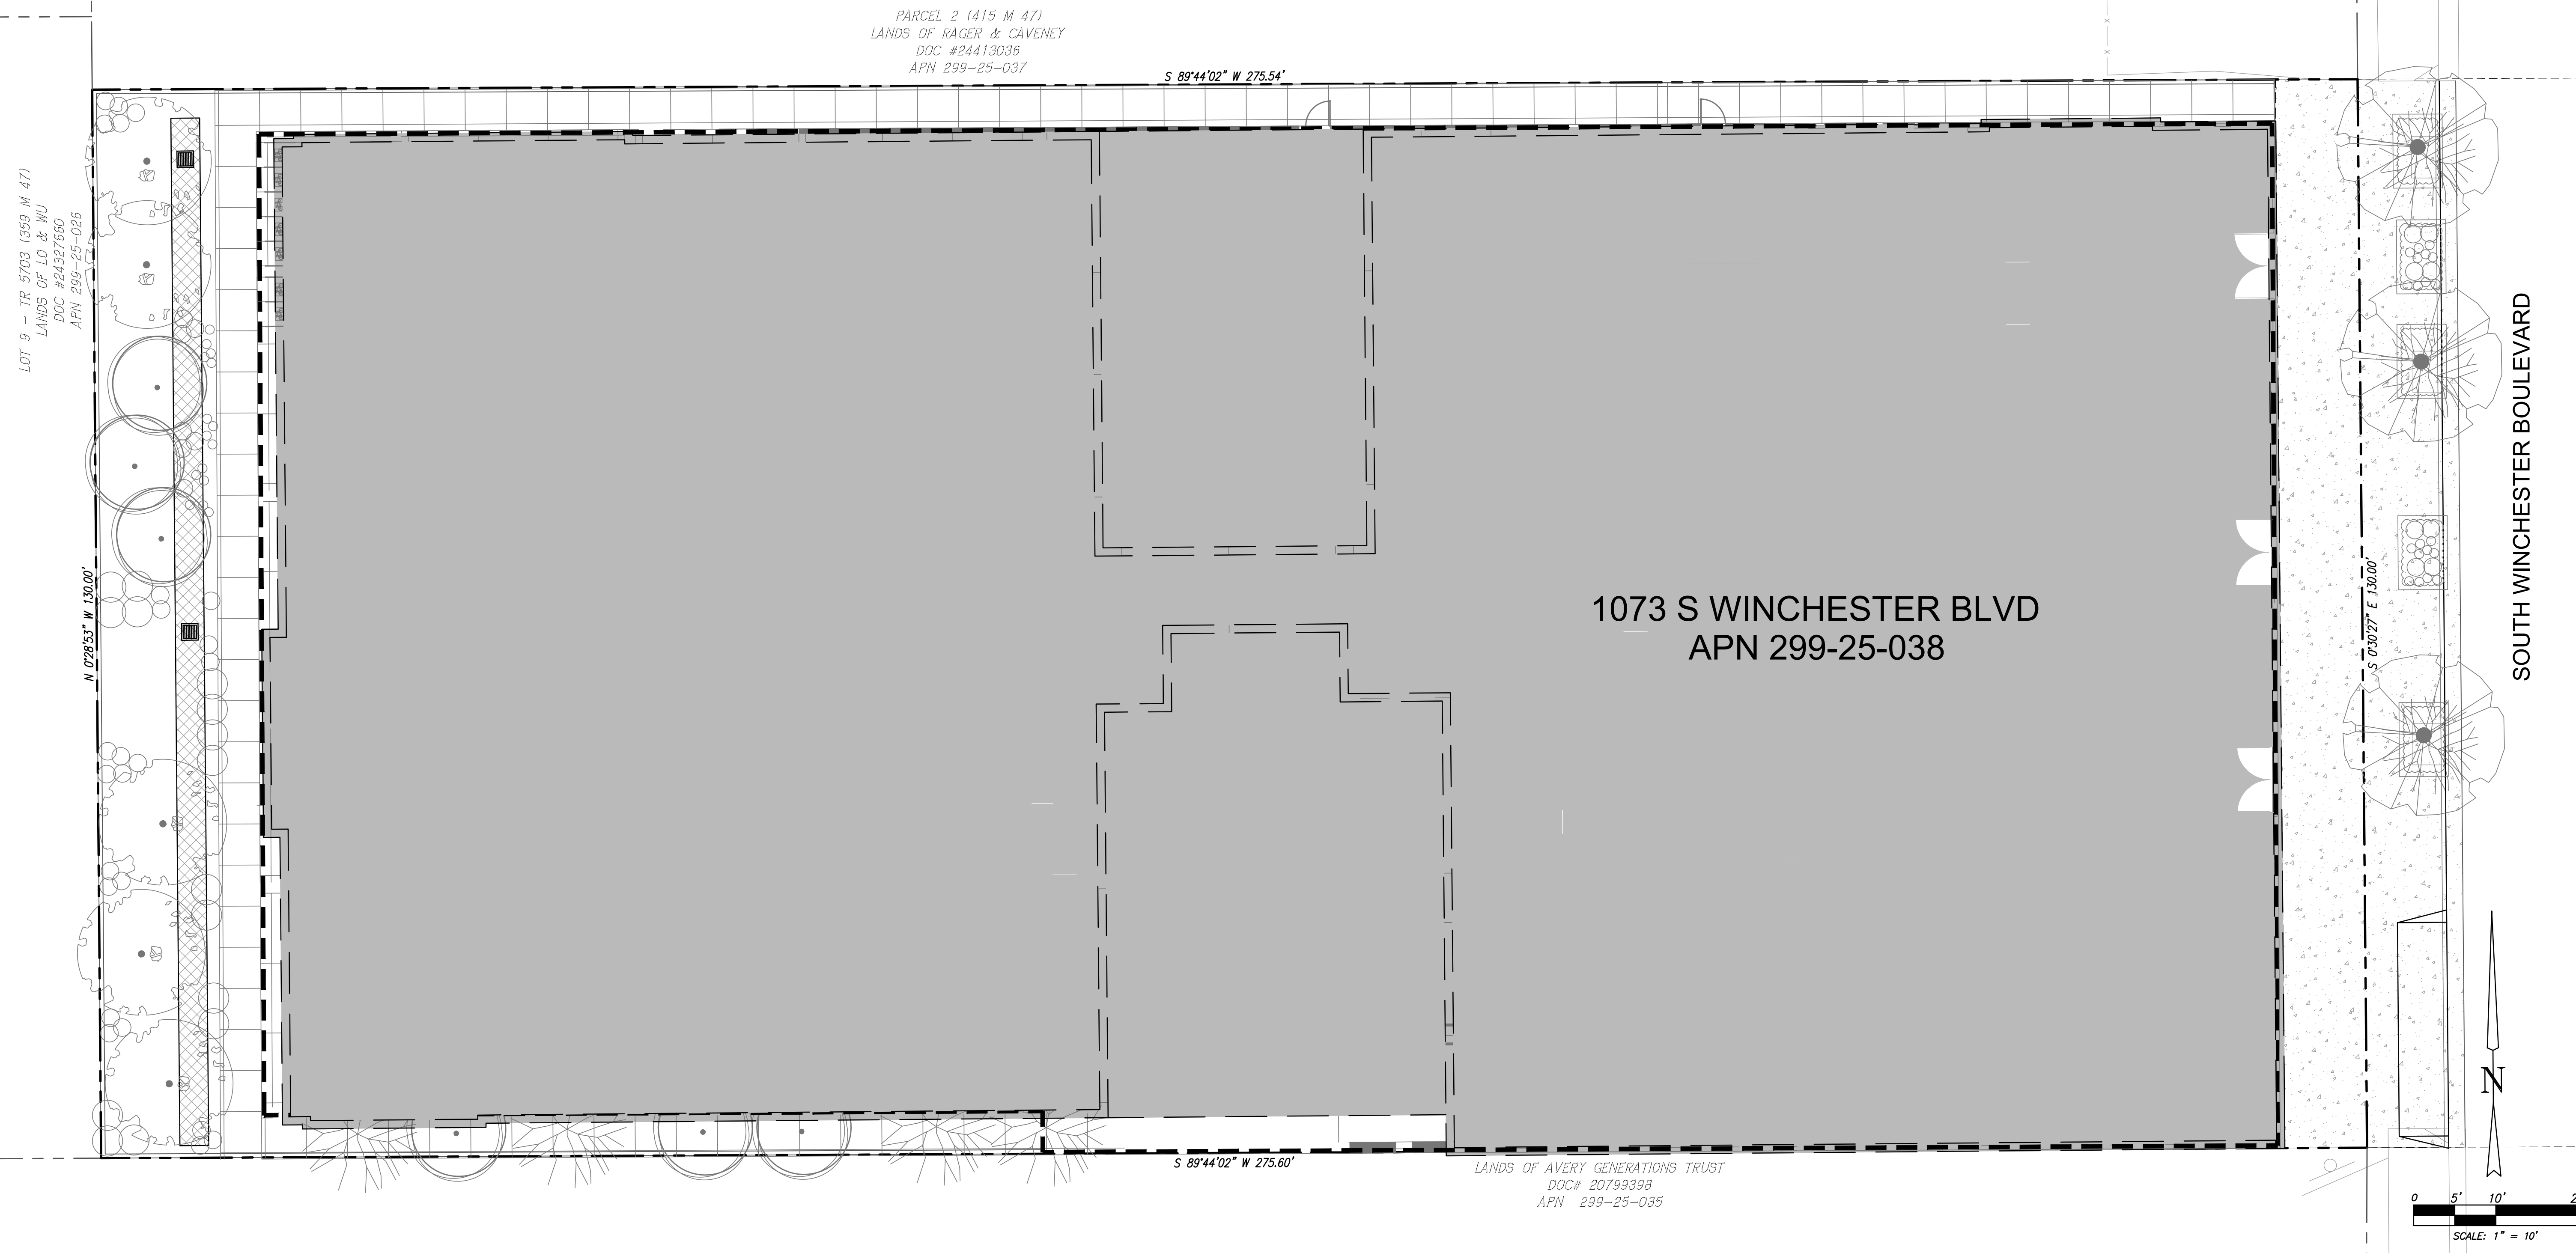 PARCEL 2 (415 M 47)
LANDS OF RAGER & CAVENEY
DOC #24413036
APN 299-25-037
S 89°44'02" W 275.54'
LOT 9 - TR 5703 (359 M 47)
LANDS OF LO & WU
DOC #24327660
APN 299-25-026
N 0°28'53" W 130.00'
1073 S WINCHESTER BLVD
APN 299-25-038
S 0°30'27" E 130.00'
SOUTH WINCHESTER BOULEVARD
N
S 89°44'02" W 275.60'
LANDS OF AVERY GENERATIONS TRUST
DOC# 20799398
APN 299-25-035
0 5' 10' 2
SCALE: 1" = 10'